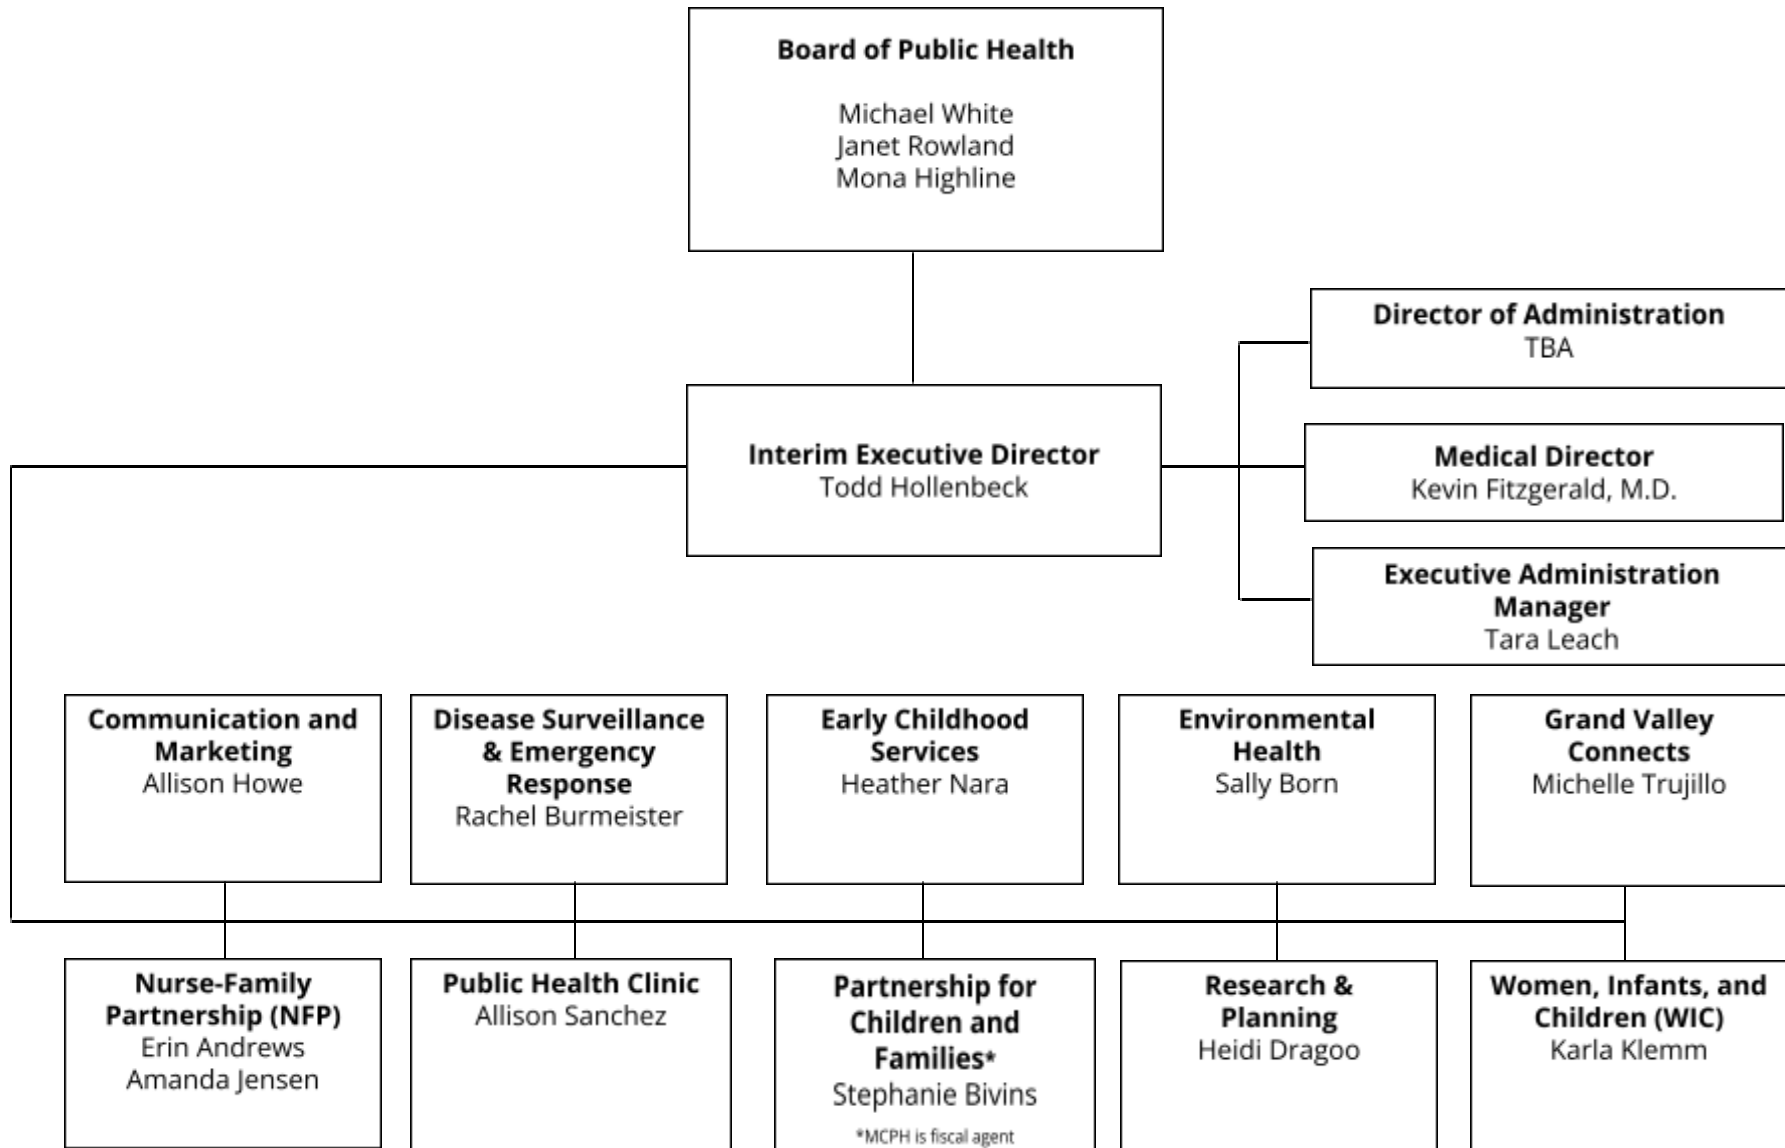 Board of Public Health
Michael White
Janet Rowland
Mona Highline
Director of Administration
TBA
Interim Executive Director
Todd Hollenbeck
Medical Director
Kevin Fitzgerald, M.D.
Executive Administration
Manager
Tara Leach
Communication and
Marketing
Allison Howe
Disease Surveillance
& Emergency
Response
Rachel Burmeister
Early Childhood
Services
Heather Nara
Environmental
Health
Sally Born
Grand Valley
Connects
Michelle Trujillo
Nurse-Family
Partnership (NFP)
Erin Andrews
Amanda Jensen
Public Health Clinic
Allison Sanchez
Partnership for
Children and
Families*
Stephanie Bivins
*MCPH is fiscal agent
Research &
Planning
Heidi Dragoo
Women, Infants, and
Children (WIC)
Karla Klemm